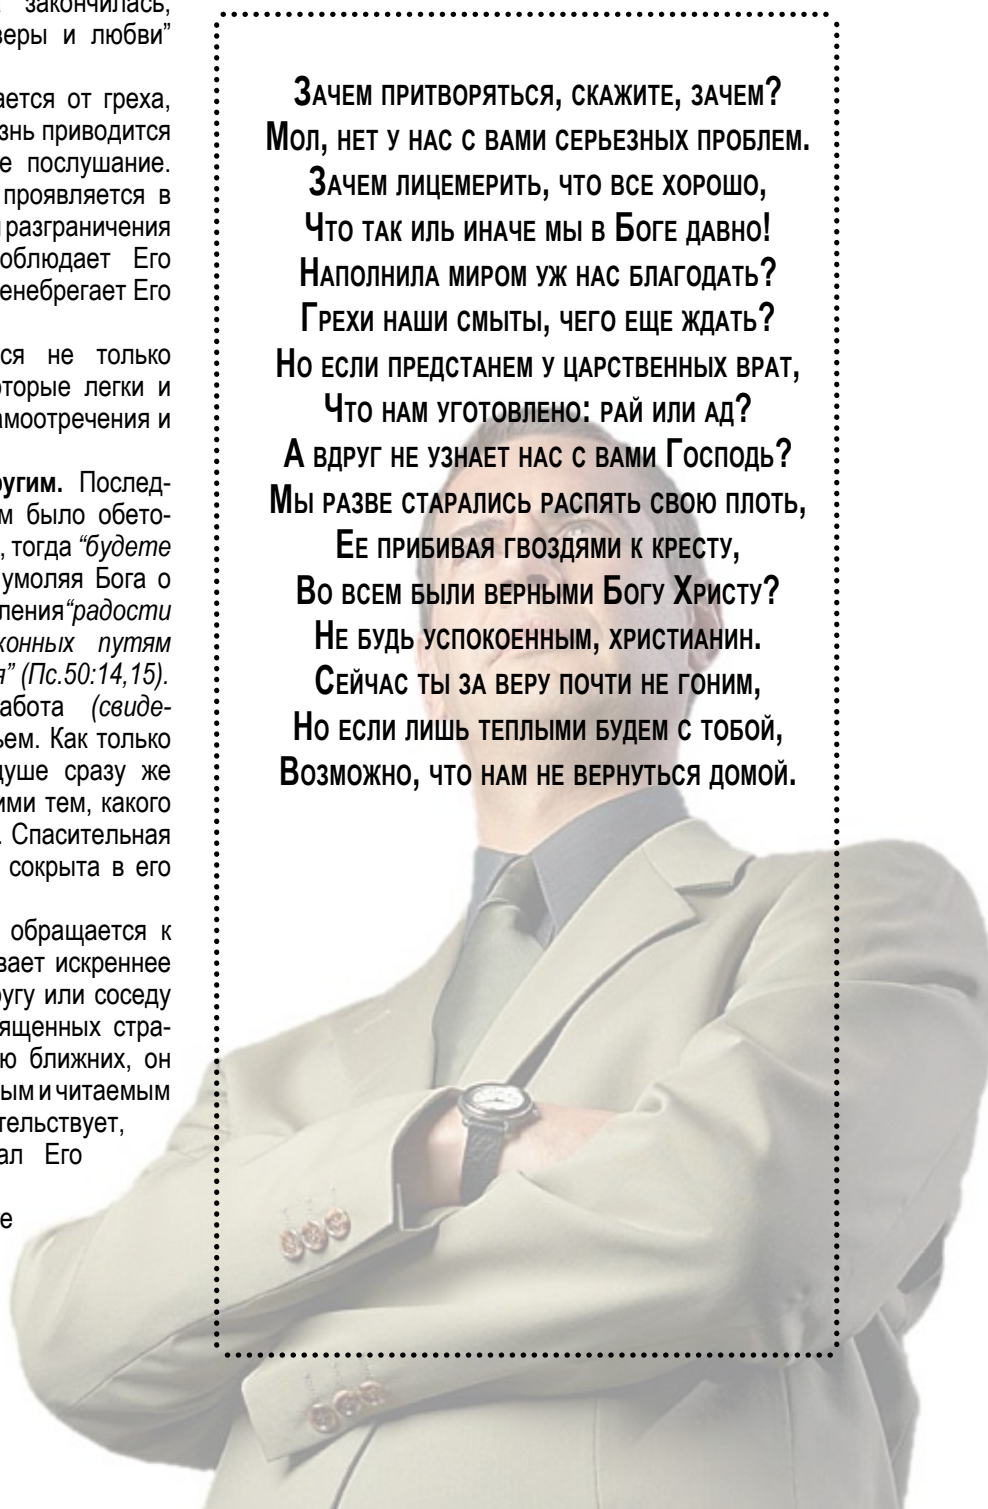 закончилась,
веры и любви”
ается от греха,
знь приводится
е послушание.
проявляется в
разграничения
облюдает Его
енебрегает Его
ся не только
оторые легки и
амоотречения и
ругим. Послед-
м было обето-
, тогда “будете
умоляя Бога о
ления “радости
конных путям
я” (Пс.50:14,15).
абота (свиде-
ьем. Как только
душе сразу же
ими тем, какого
. Спасительная
сокрыта в его
обращается к
вает искреннее
ругу или соседу
ященных стра-
ю ближних, он
ым и читаемым
тельствует,
ал Его
е
Зачем притворяться, скажите, зачем?
Мол, нет у нас с вами серьезных проблем.
Зачем лицемерить, что все хорошо,
Что так иль иначе мы в Боге давно!
Наполнила миром уж нас благодать?
Грехи наши смыты, чего еще ждать?
Но если предстанем у царственных врат,
Что нам уготовлено: рай или ад?
А вдруг не узнает нас с вами Господь?
Мы разве старались распять свою плоть,
Ее прибивая гвоздями к кресту,
Во всем были верными Богу Христу?
Не будь успокоенным, христианин.
Сейчас ты за веру почти не гоним,
Но если лишь теплыми будем с тобой,
Возможно, что нам не вернуться домой.